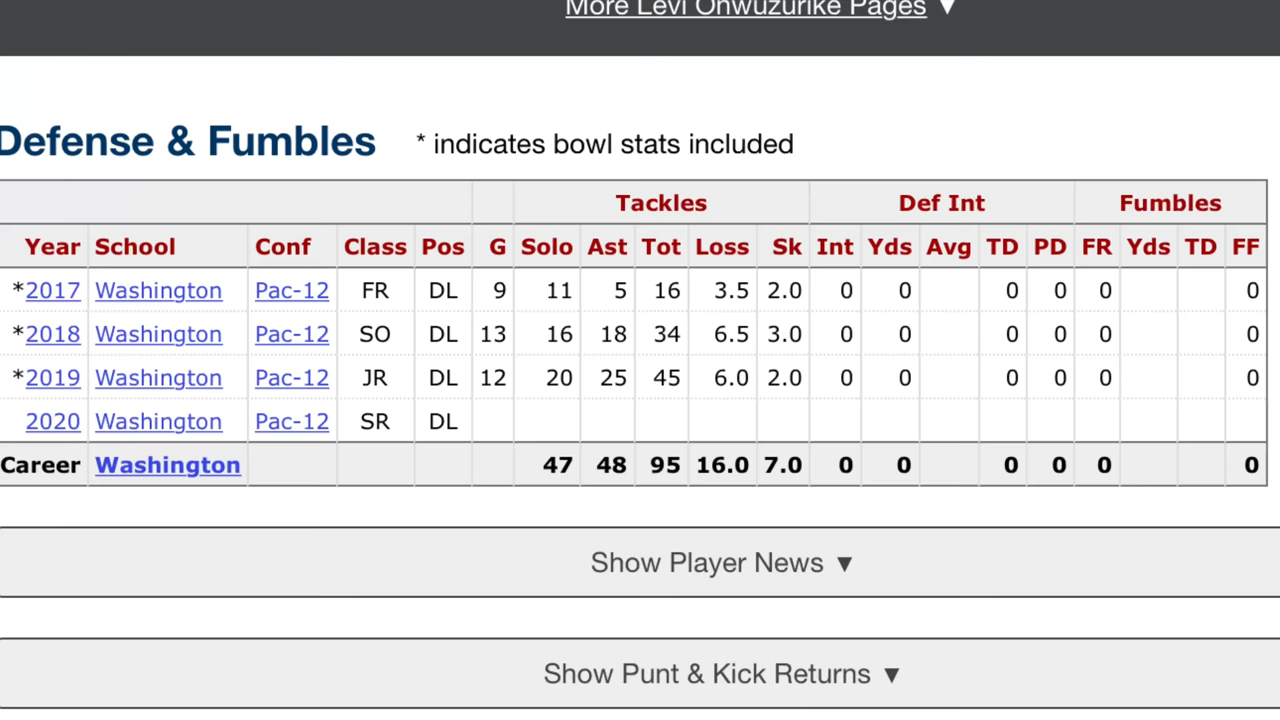 More Levi Onwuzurike Pages ▼
Defense & Fumbles * indicates bowl stats included
Tackles Def Int Fumbles
Year School Conf Class Pos G Solo Ast Tot Loss Sk Int Yds Avg TD PD FR Yds TD FF
*2017 Washington Pac-12 FR DL 9 11 5 16 3.5 2.0 0 0 0 0 0 0
*2018 Washington Pac-12 SO DL 13 16 18 34 6.5 3.0 0 0 0 0 0 0
*2019 Washington Pac-12 JR DL 12 20 25 45 6.0 2.0 0 0 0 0 0 0
2020 Washington Pac-12 SR DL
Career Washington 47 48 95 16.0 7.0 0 0 0 0 0 0
Show Player News ▼
Show Punt & Kick Returns ▼